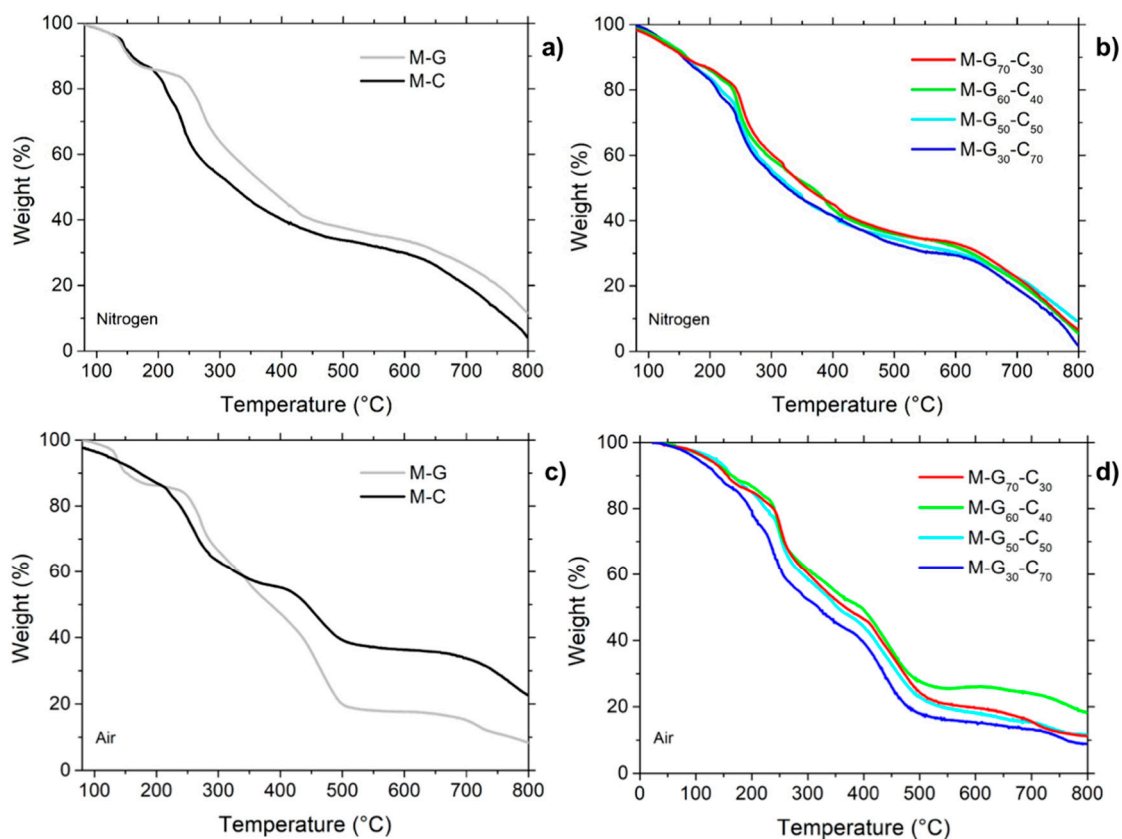 a)
M-G
M-C
Weight (%)
100
80
60
40
20
0
Nitrogen
100 200 300 400 500 600 700 800
Temperature (°C)
b)
M-G₇₀-C₃₀
M-G₆₀-C₄₀
M-G₅₀-C₅₀
M-G₃₀-C₇₀
Weight (%)
100
80
60
40
20
0
Nitrogen
100 200 300 400 500 600 700 800
Temperature (°C)
c)
M-G
M-C
Weight (%)
100
80
60
40
20
0
Air
100 200 300 400 500 600 700 800
Temperature (°C)
d)
M-G₇₀-C₃₀
M-G₆₀-C₄₀
M-G₅₀-C₅₀
M-G₃₀-C₇₀
Weight (%)
100
80
60
40
20
0
Air
0 100 200 300 400 500 600 700 800
Temperature (°C)